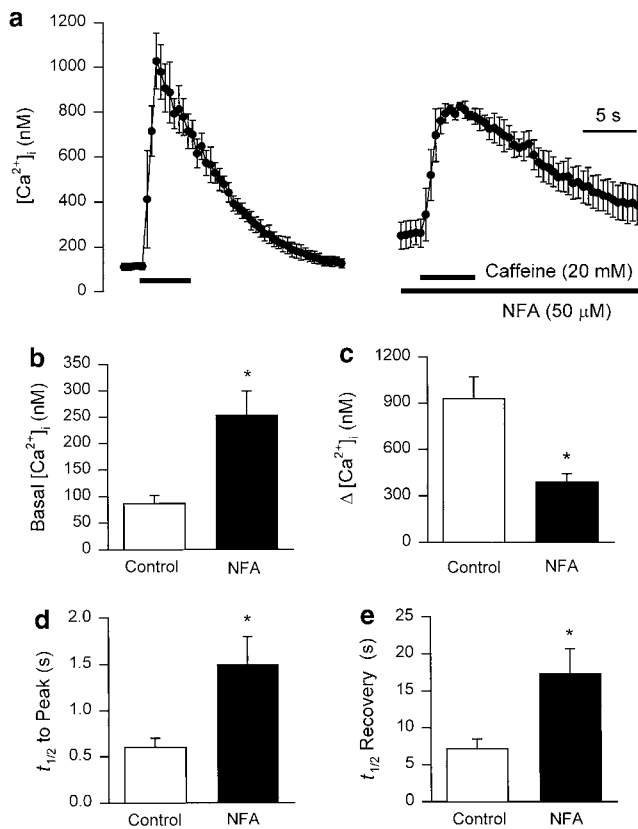 a
[Ca2+]i (nM)
1200
1000
800
600
400
200
0
5 s
Caffeine (20 mM)
NFA (50 μM)
b
Basal [Ca2+]i (nM)
350
300
250
200
150
100
50
0
*
Control NFA
c
Δ [Ca2+]i (nM)
1200
900
600
300
0
*
Control NFA
d
t1/2 to Peak (s)
2.0
1.5
1.0
0.5
0.0
*
Control NFA
e
t1/2 Recovery (s)
25
20
15
10
5
0
*
Control NFA